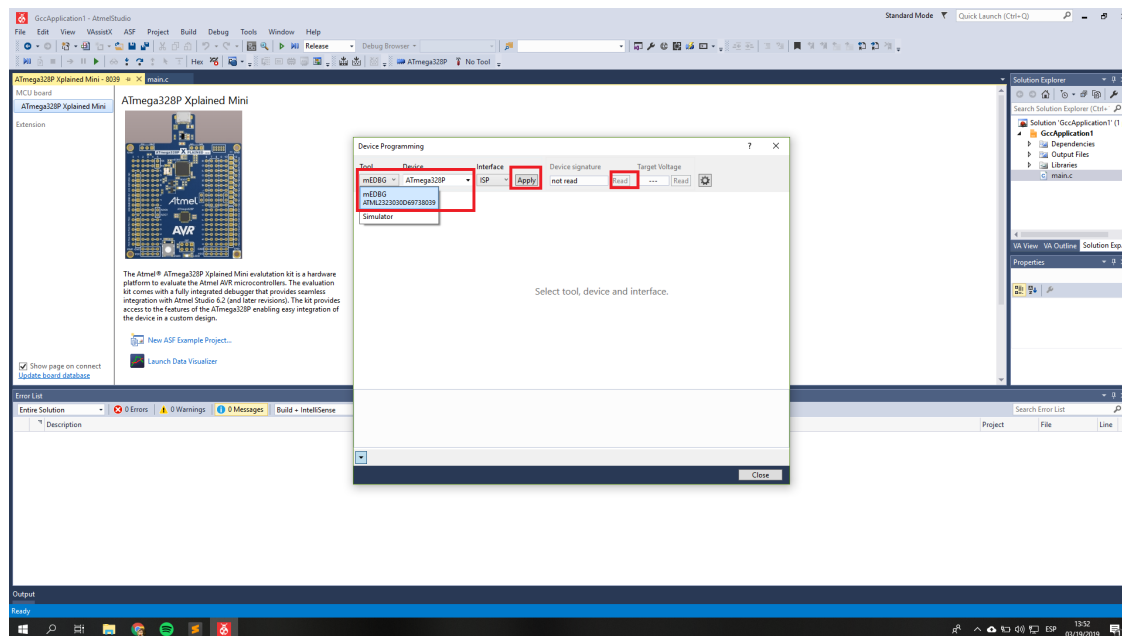 GccApplication1 - AtmelStudio
Standard Mode
Quick Launch (Ctrl+Q)
File Edit View VAssistX ASF Project Build Debug Tools Window Help
Release
Debug Browser
Hex
ATmega328P
No Tool
ATmega328P Xplained Mini - 8039
main.c
MCU board
ATmega328P Xplained Mini
Extension
ATmega328P Xplained Mini
Atmel
AVR
The Atmel® ATmega328P Xplained Mini evalutation kit is a hardware
platform to evaluate the Atmel AVR microcontrollers. The evaluation
kit comes with a fully integrated debugger that provides seamless
integration with Atmel Studio 6.2 (and later revisions). The kit provides
access to the features of the ATmega328P enabling easy integration of
the device in a custom design.
New ASF Example Project...
Launch Data Visualizer
Show page on connect
Update board database
Device Programming
? X
Tool Device Interface Device signature Target Voltage
mEDBG ATmega328P ISP Apply not read Read --- Read
mEDBG
ATML2323030D69738039
Simulator
Select tool, device and interface.
Close
Solution Explorer
Search Solution Explorer (Ctrl+
Solution 'GccApplication1' (1
GccApplication1
Dependencies
Output Files
Libraries
main.c
VA View VA Outline Solution Exp.
Properties
Error List
Entire Solution 0 Errors 0 Warnings 0 Messages Build + IntelliSense
Search Error List
Description Project File Line
Output
Ready
ESP
13:52
03/19/2019